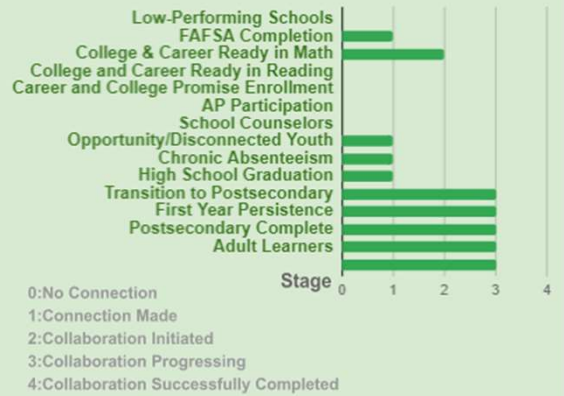 Low-Performing Schools
FAFSA Completion
College & Career Ready in Math
College and Career Ready in Reading
Career and College Promise Enrollment
AP Participation
School Counselors
Opportunity/Disconnected Youth
Chronic Absenteeism
High School Graduation
Transition to Postsecondary
First Year Persistence
Postsecondary Complete
Adult Learners
Stage 0 1 2 3 4
0:No Connection
1:Connection Made
2:Collaboration Initiated
3:Collaboration Progressing
4:Collaboration Successfully Completed